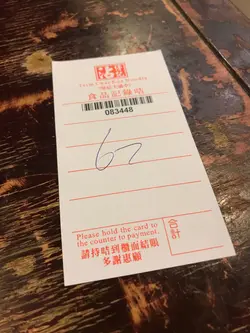 食品記錄咭
083448
62
Please hold the card to
the counter to payment.
請持咭到櫃面結賬
多謝惠顧
合計